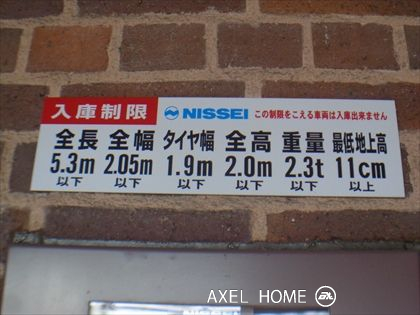 入庫制限 NISSEI この制限をこえる車両は入庫出来ません
全長 全幅 タイヤ幅 全高 重量 最低地上高
5.3m 2.05m 1.9m 2.0m 2.3t 11cm
以下 以下 以下 以下 以下 以上
NISSEI
AXEL HOME